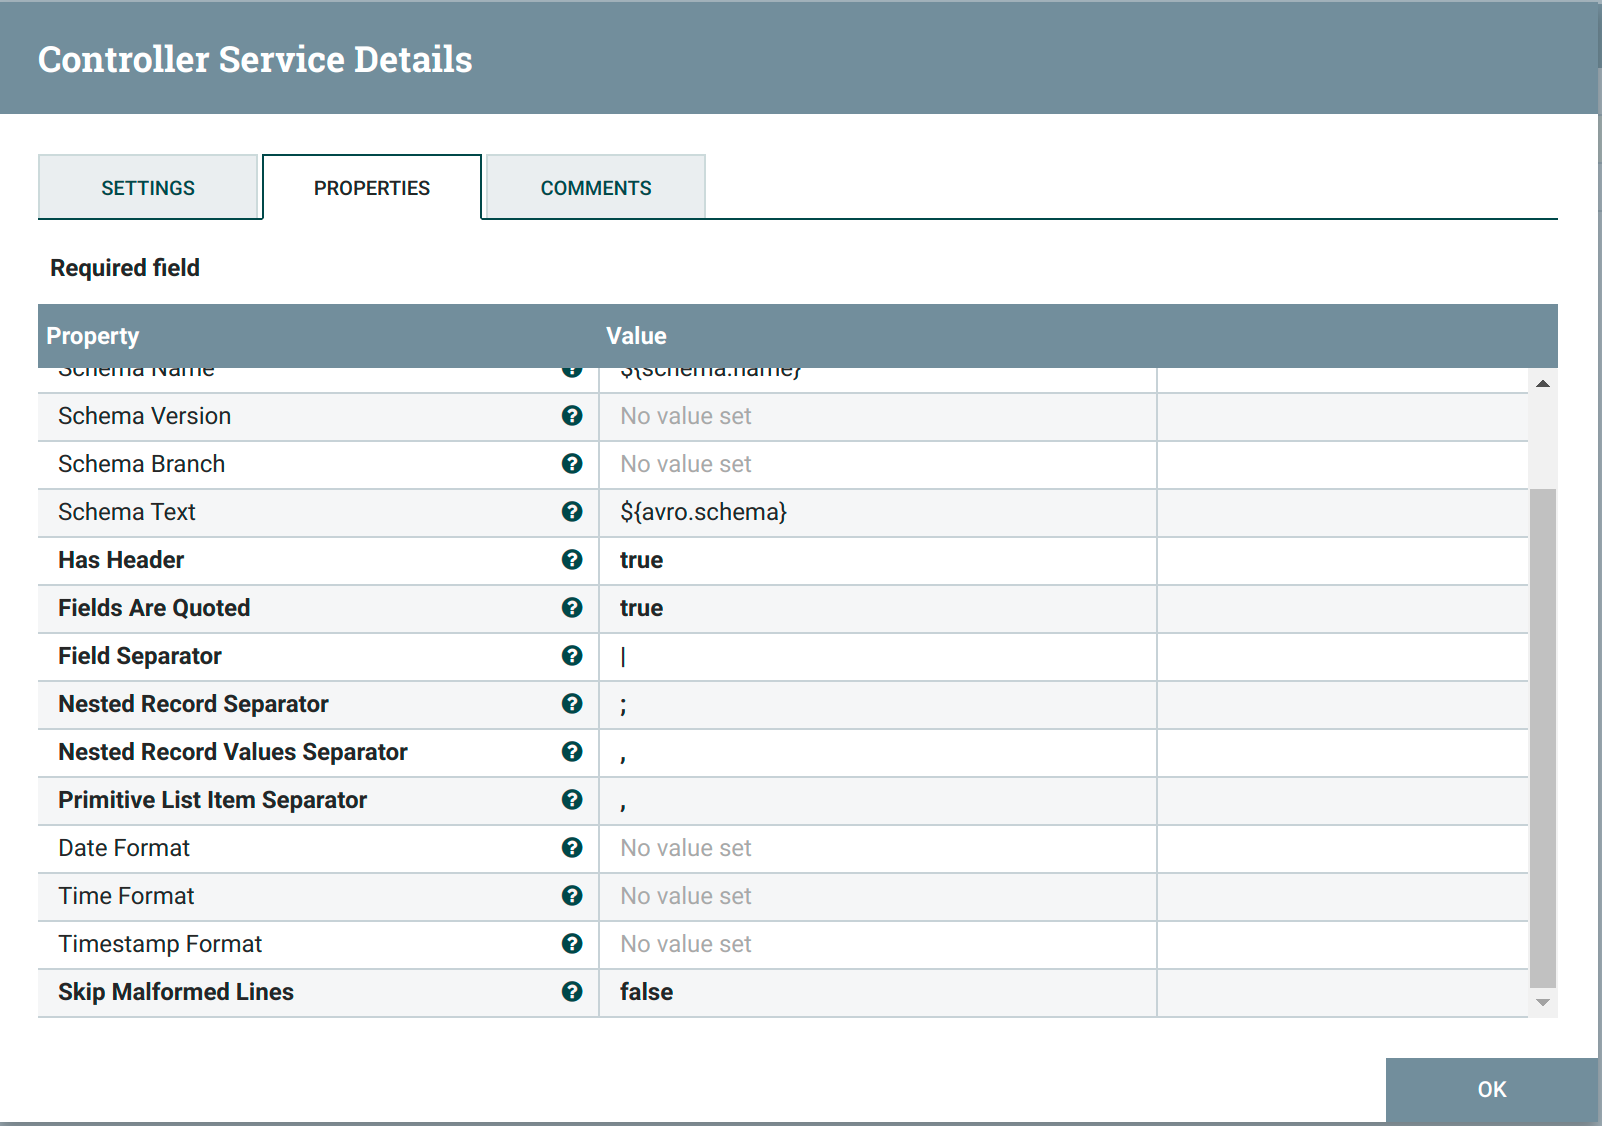 Controller Service Details
SETTINGS PROPERTIES COMMENTS
Required field
Property Value
Schema Name ${schema.name}
Schema Version No value set
Schema Branch No value set
Schema Text ${avro.schema}
Has Header true
Fields Are Quoted true
Field Separator |
Nested Record Separator ;
Nested Record Values Separator ,
Primitive List Item Separator ,
Date Format No value set
Time Format No value set
Timestamp Format No value set
Skip Malformed Lines false
OK